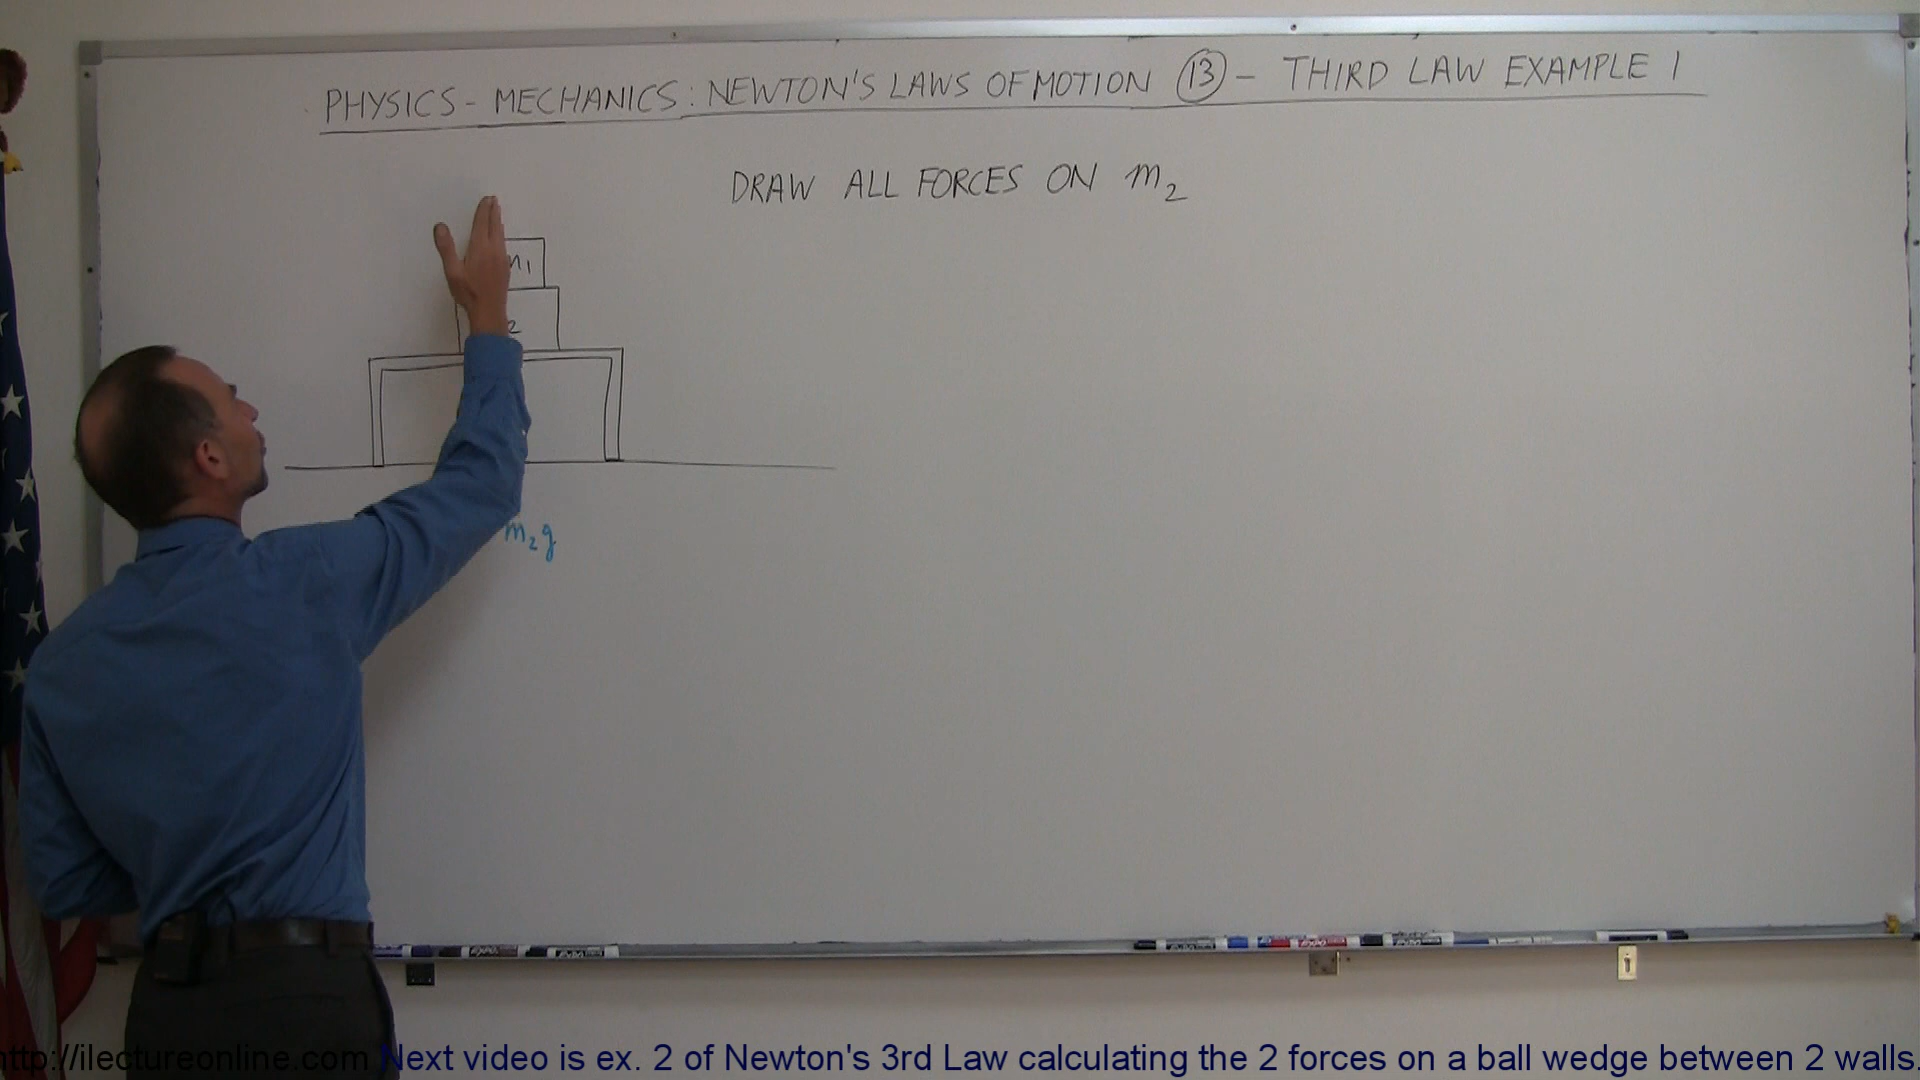 PHYSICS - MECHANICS: NEWTON'S LAWS OF MOTION 13 - THIRD LAW EXAMPLE 1
DRAW ALL FORCES ON m2
m2g
http://ilectureonline.com Next video is ex. 2 of Newton's 3rd Law calculating the 2 forces on a ball wedge between 2 walls.